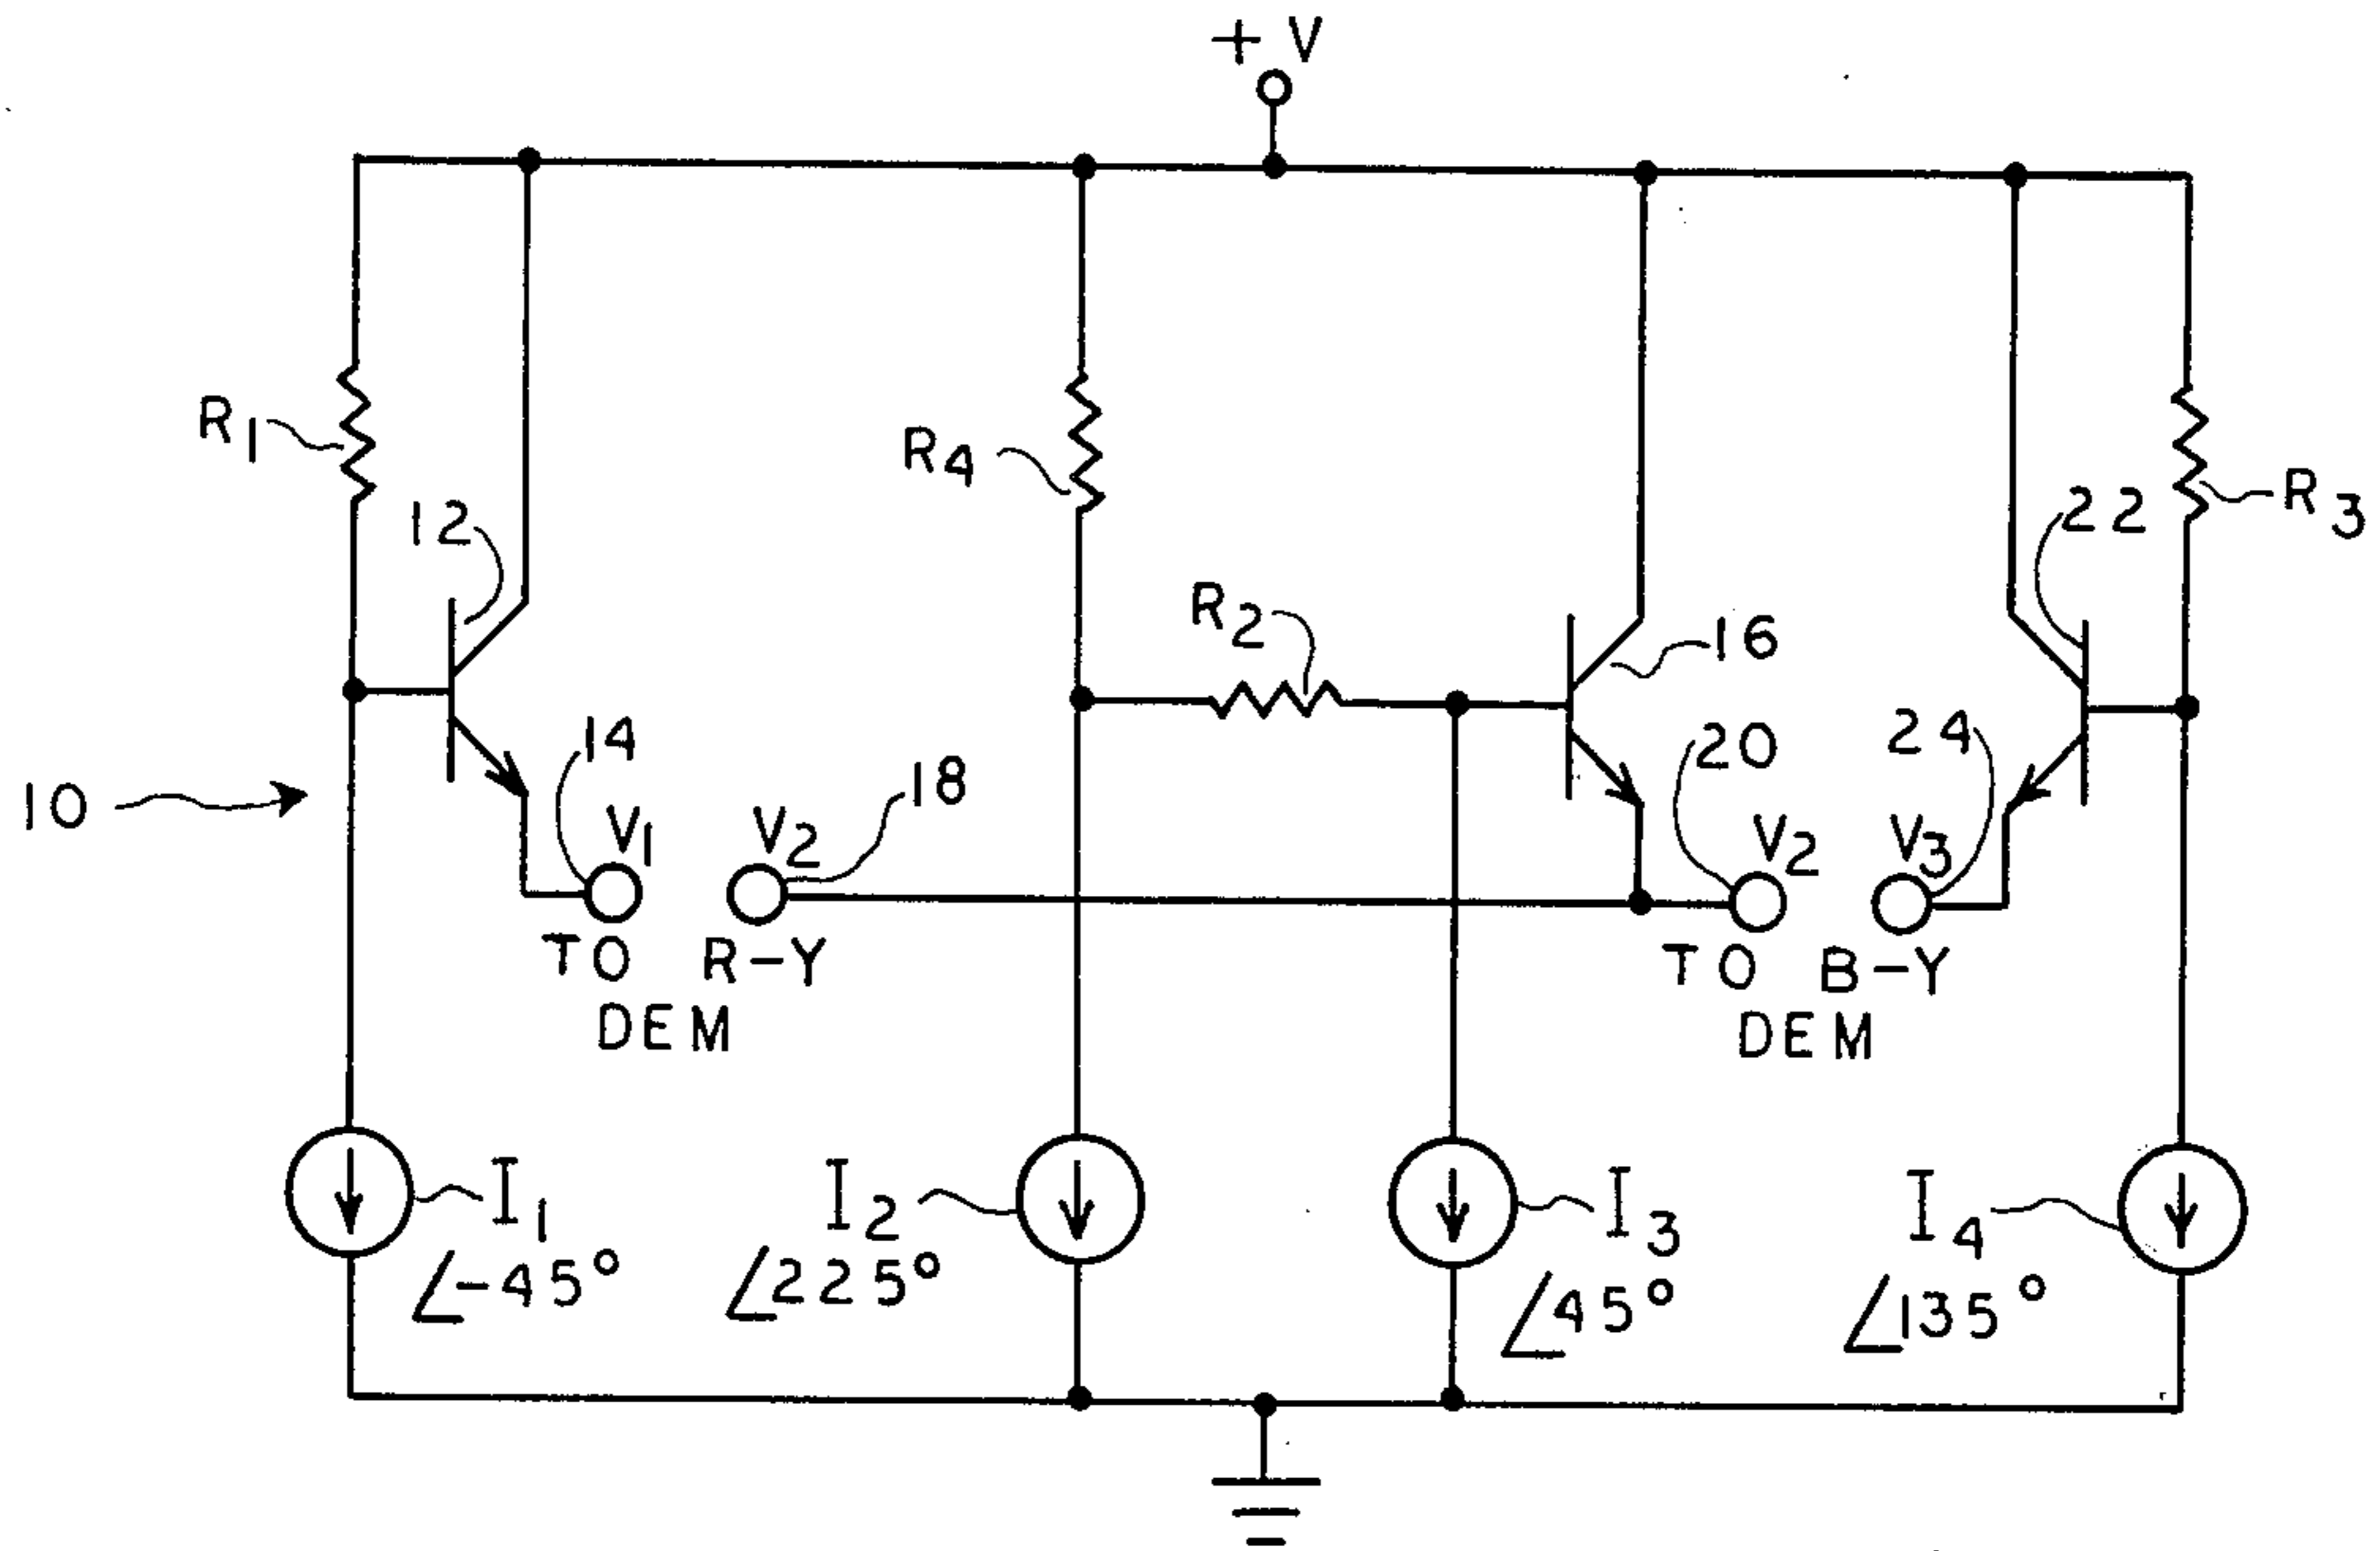 + V
R1
R4
R3
12
22
R2
16
14
18
20
24
10
V1
V2
V2
V3
TO R-Y
DEM
TO B-Y
DEM
I1
∠-45°
I2
∠225°
I3
∠45°
I4
∠135°